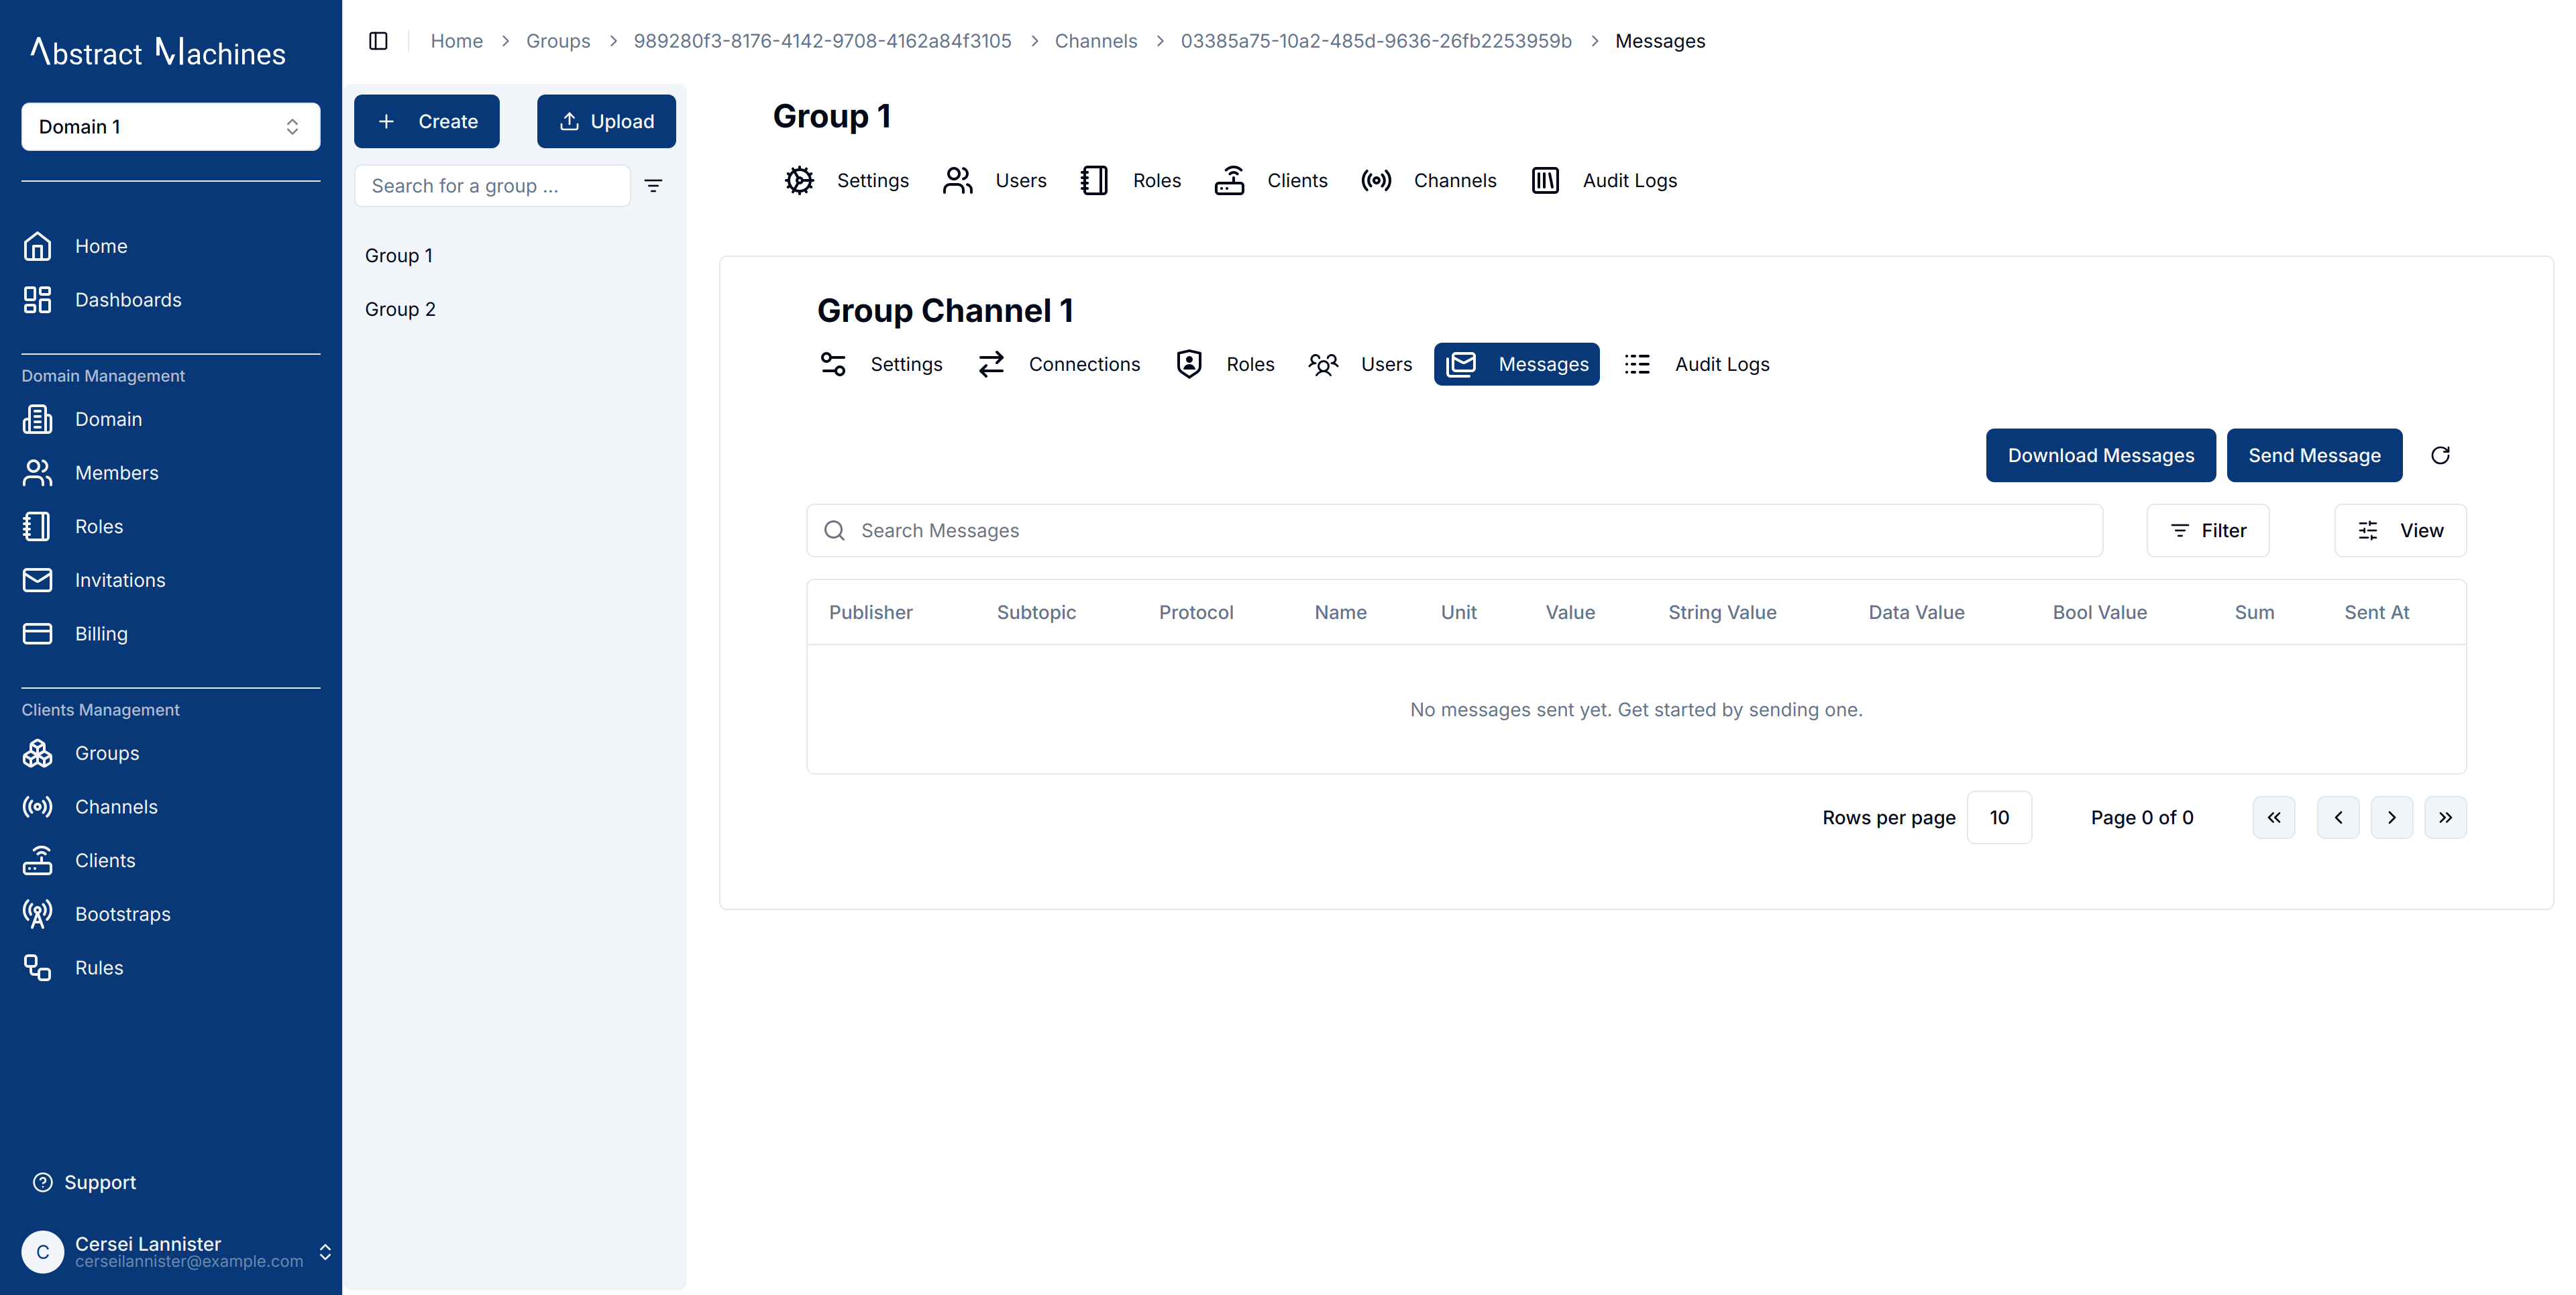 Abstract Machines
Domain 1
Home
Dashboards
Domain Management
Domain
Members
Roles
Invitations
Billing
Clients Management
Groups
Channels
Clients
Bootstraps
Rules
Support
C
Cersei Lannister
cerseilannister@example.com
Home > Groups > 989280f3-8176-4142-9708-4162a84f3105 > Channels > 03385a75-10a2-485d-9636-26fb2253959b > Messages
Create Upload
Search for a group ...
Group 1
Group 2
Group 1
Settings Users Roles Clients Channels Audit Logs
Group Channel 1
Settings Connections Roles Users Messages Audit Logs
Download Messages Send Message
Search Messages Filter View
Publisher Subtopic Protocol Name Unit Value String Value Data Value Bool Value Sum Sent At
No messages sent yet. Get started by sending one.
Rows per page 10 Page 0 of 0